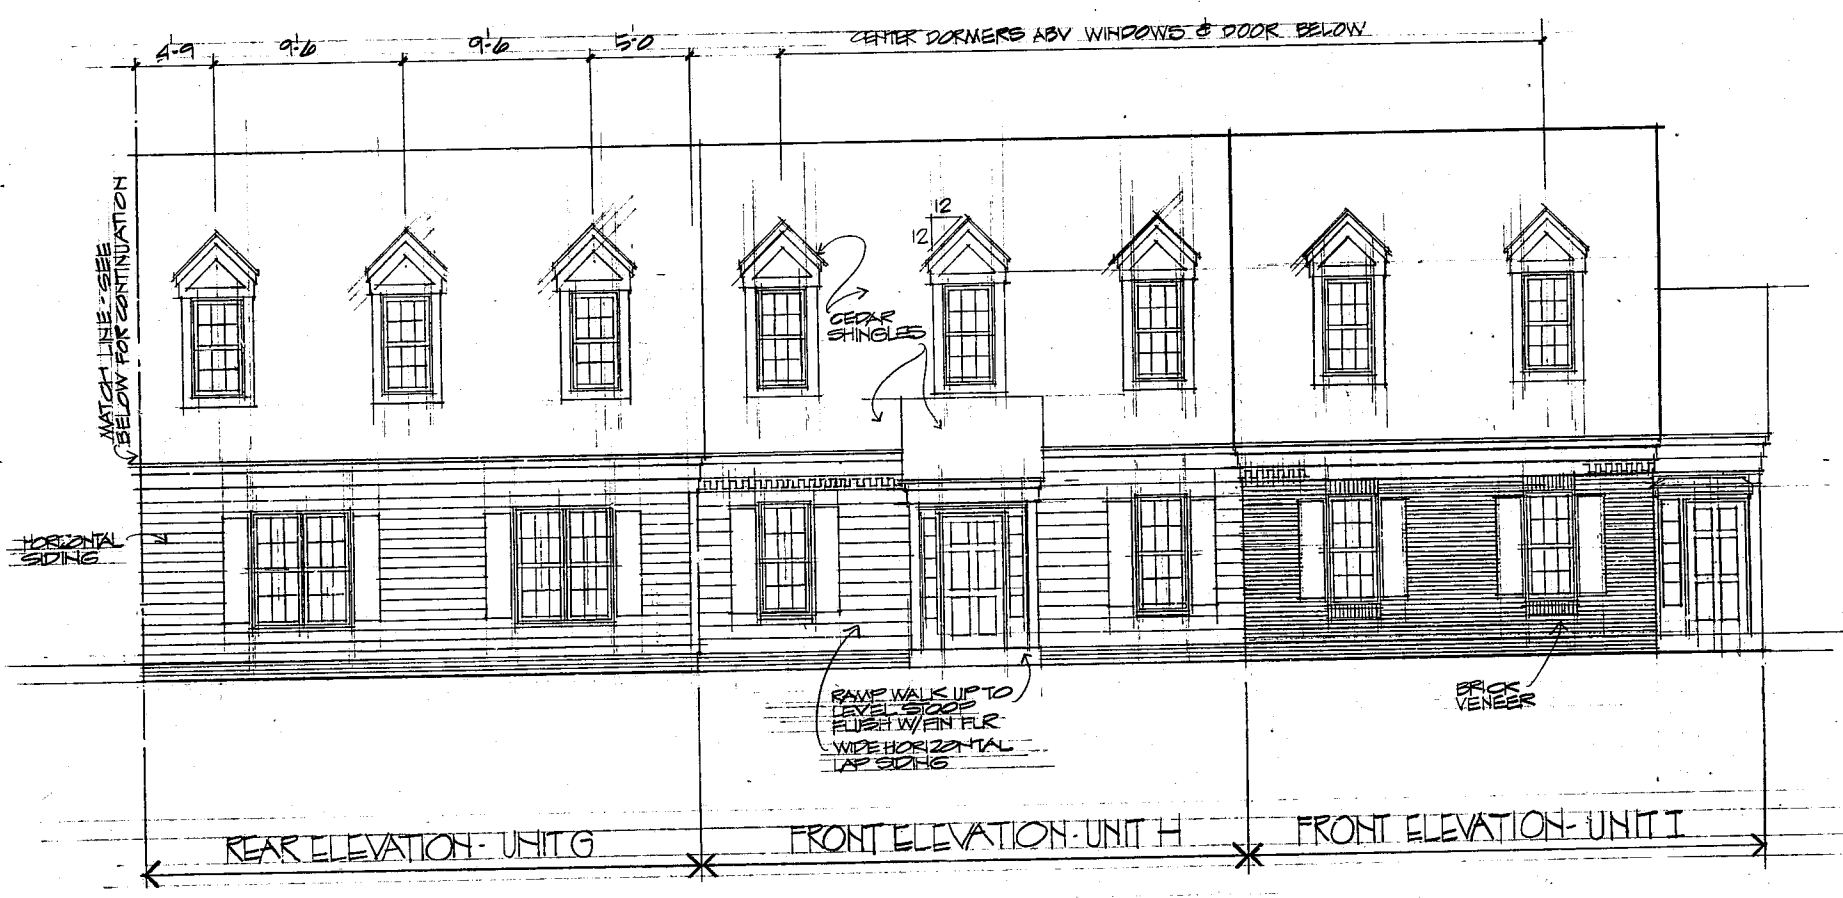 4'-9
9'-6
9'-6
5'-0
CENTER DORMERS ABV WINDOWS & DOOR BELOW
MATCH LINE - SEEE
BELOW FOR CONTINUATION
12
12
CEDAR
SHINGLES
HORIZONTAL
SIDING
RAMP WALK UP TO
LEVEL STOOP
FLUSH W/ FIN FLR
WIDE HORIZONTAL
LAP SIDING
BRICK
VENEER
REAR ELEVATION - UNIT G
FRONT ELEVATION - UNIT H
FRONT ELEVATION - UNIT I